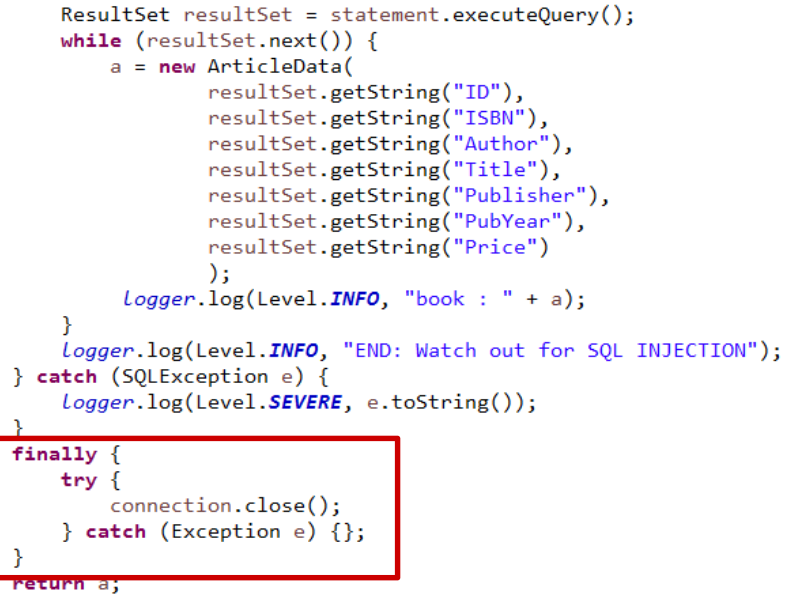 ResultSet resultSet = statement.executeQuery();
while (resultSet.next()) {
a = new ArticleData(
resultSet.getString("ID"),
resultSet.getString("ISBN"),
resultSet.getString("Author"),
resultSet.getString("Title"),
resultSet.getString("Publisher"),
resultSet.getString("PubYear"),
resultSet.getString("Price")
);
logger.log(Level.INFO, "book : " + a);
}
logger.log(Level.INFO, "END: Watch out for SQL INJECTION");
} catch (SQLException e) {
logger.log(Level.SEVERE, e.toString());
}
finally {
try {
connection.close();
} catch (Exception e) {};
}
return a;